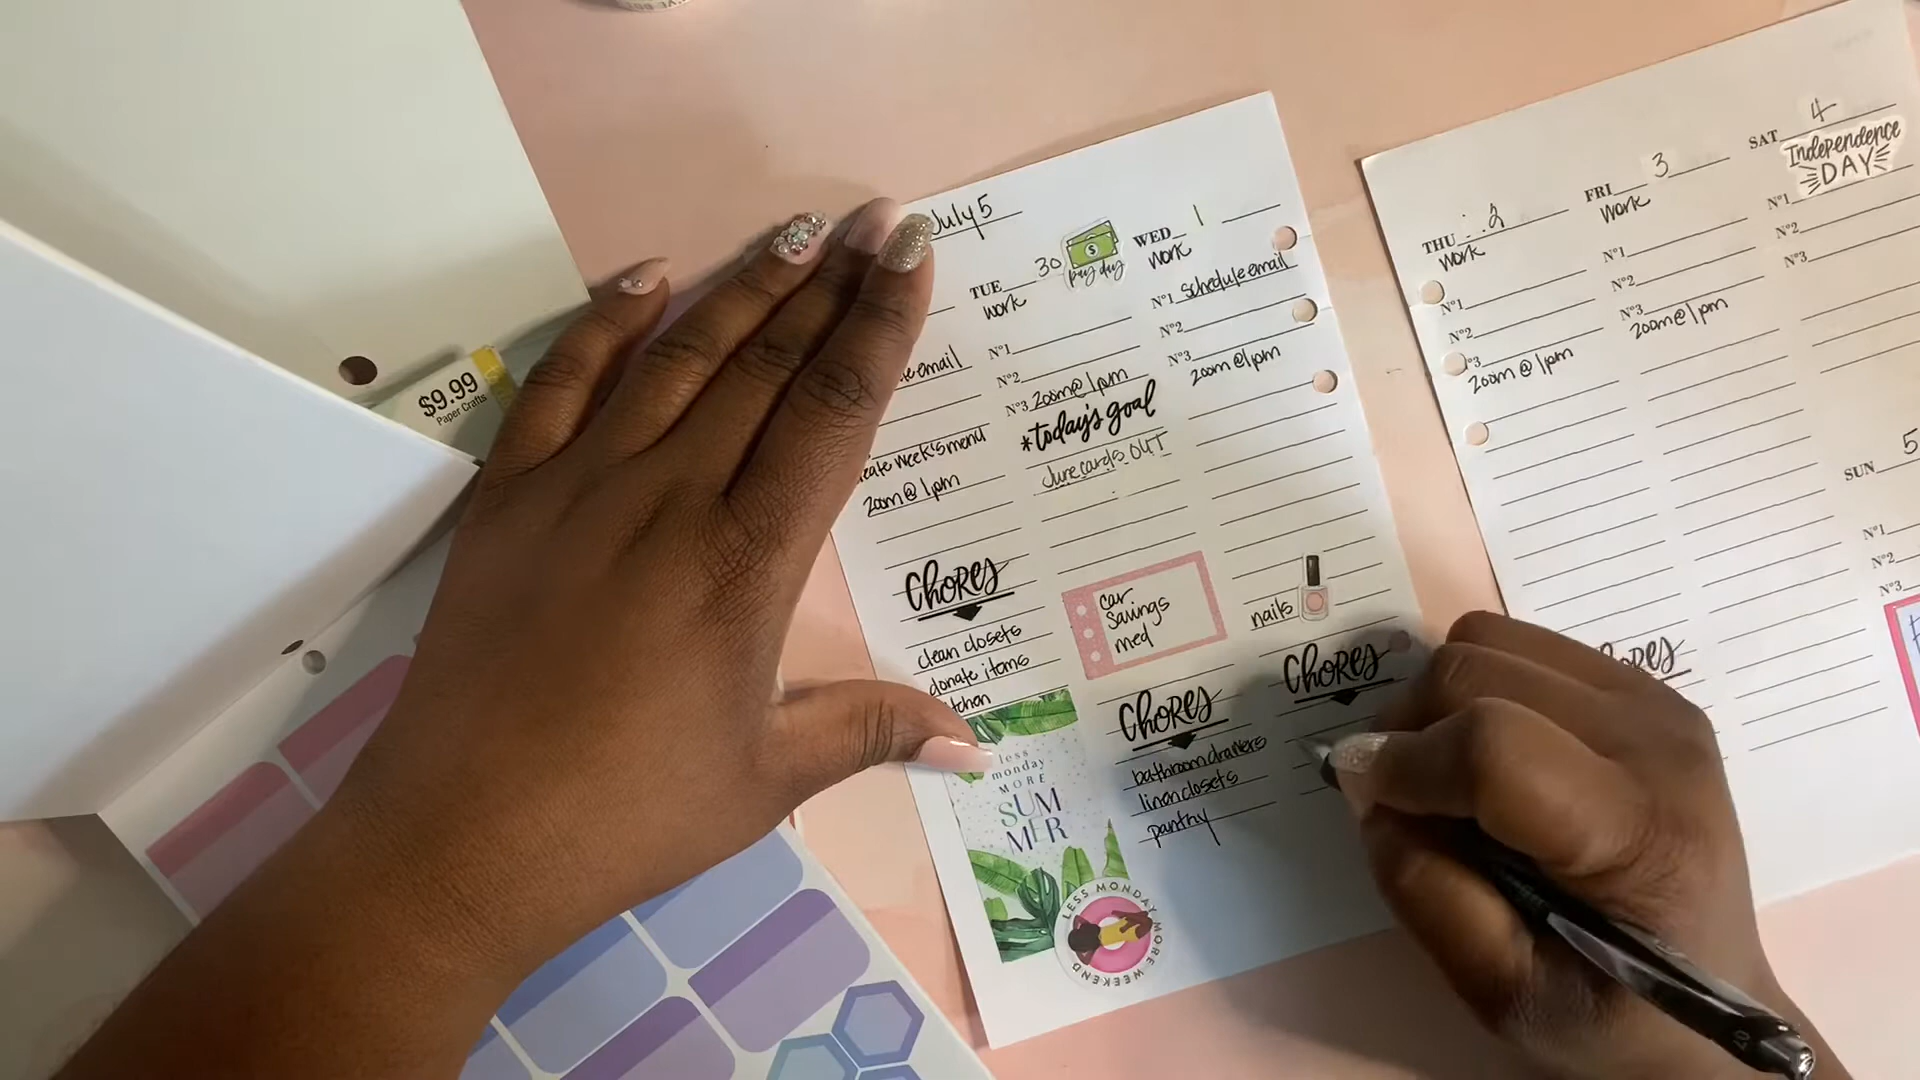 July 5
TUE 30
pay day
work
Nº1
Nº2
Nº3 zoom@1pm
*today's goal
June cards OUT
car
savings
med
CHORES
bathroom drawers
linen closets
pantry
email
week's menu
zoom@1pm
CHORES
clean closets
donate items
less
monday
MORE
SUM
MER
LESS MONDAY MORE WEEKEND
WED 1
work
Nº1 schedule email
Nº2
Nº3
zoom@1pm
nails
CHORES
THU 2
work
Nº1
Nº2
zoom @ 1pm
FRI 3
work
Nº1
Nº2
Nº3
zoom@1pm
SAT 4
Independence
DAY
Nº1
Nº2
Nº3
SUN 5
Nº1
Nº2
Nº3
$9.99
Paper Crafts
07